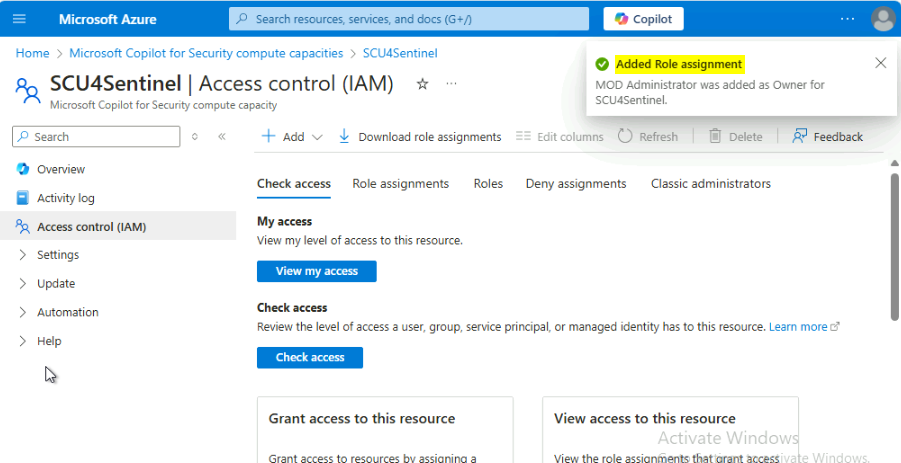 Microsoft Azure
Search resources, services, and docs (G+/)
Copilot
Home > Microsoft Copilot for Security compute capacities > SCU4Sentinel
SCU4Sentinel | Access control (IAM)
Microsoft Copilot for Security compute capacity
Added Role assignment
MOD Administrator was added as Owner for
SCU4Sentinel.
Search
Add
Download role assignments
Edit columns
Refresh
Delete
Feedback
Overview
Activity log
Access control (IAM)
Settings
Update
Automation
Help
Check access
Role assignments
Roles
Deny assignments
Classic administrators
My access
View my level of access to this resource.
View my access
Check access
Review the level of access a user, group, service principal, or managed identity has to this resource. Learn more
Check access
Grant access to this resource
Grant access to resources by assigning a
View access to this resource
View the role assignments that grant access
Activate Windows
Activate Windows.